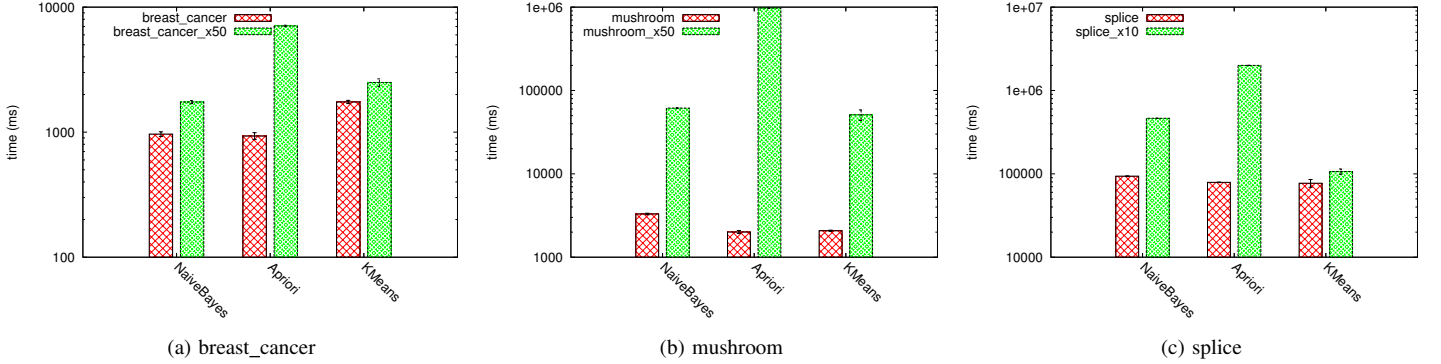 10000
1000
100
time (ms)
breast_cancer
breast_cancer_x50
NaiveBayes
Apriori
KMeans
(a) breast_cancer
1e+06
100000
10000
1000
time (ms)
mushroom
mushroom_x50
NaiveBayes
Apriori
KMeans
(b) mushroom
1e+07
1e+06
100000
10000
time (ms)
splice
splice_x10
NaiveBayes
Apriori
KMeans
(c) splice